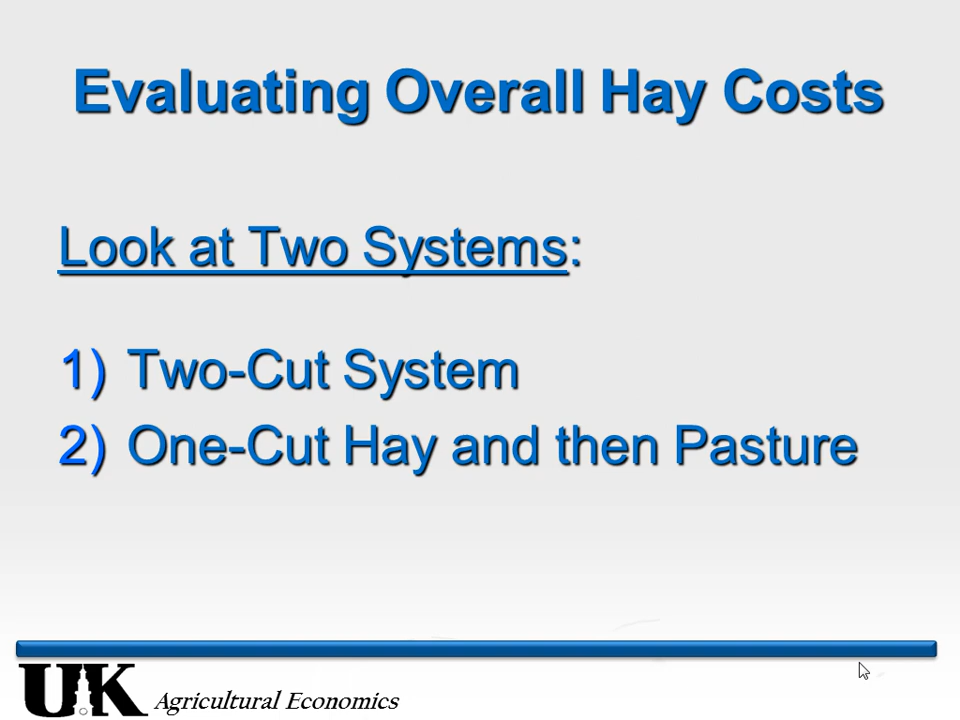 Evaluating Overall Hay Costs
Look at Two Systems:
1) Two-Cut System
2) One-Cut Hay and then Pasture
UK Agricultural Economics